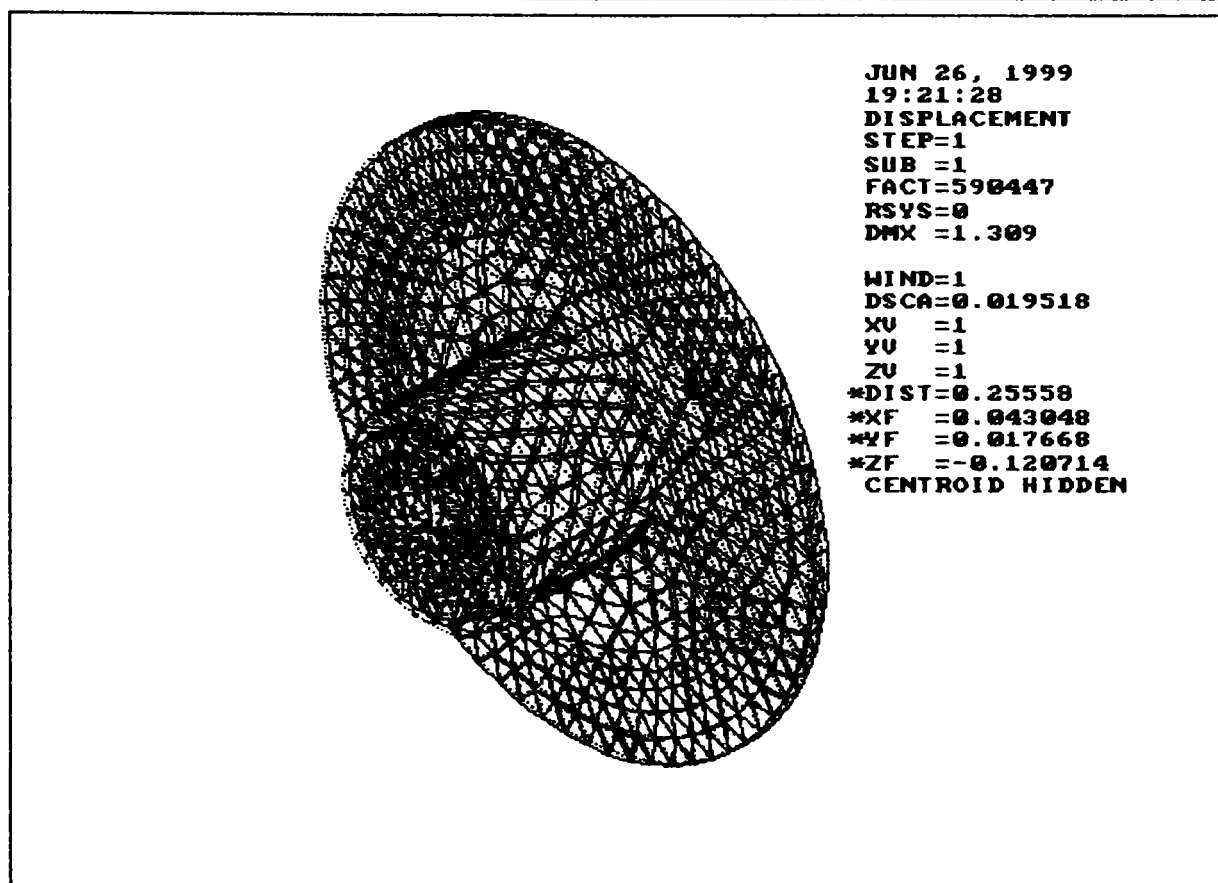 JUN 26, 1999
19:21:28
DISPLACEMENT
STEP=1
SUB =1
FACT=590447
RSYS=0
DMX =1.309
WIND=1
DSCA=0.019518
XV =1
YV =1
ZV =1
*DIST=0.25558
*XF =0.043048
*YF =0.017668
*ZF =-0.120714
CENTROID HIDDEN